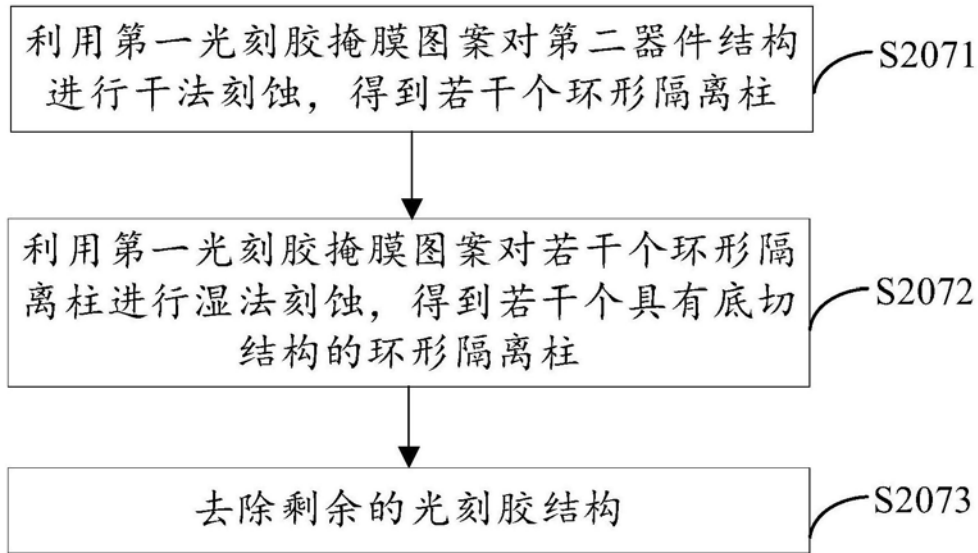 利用第一光刻胶掩膜图案对第二器件结构
进行干法刻蚀，得到若干个环形隔离柱
S2071
利用第一光刻胶掩膜图案对若干个环形隔
离柱进行湿法刻蚀，得到若干个具有底切
结构的环形隔离柱
S2072
去除剩余的光刻胶结构
S2073